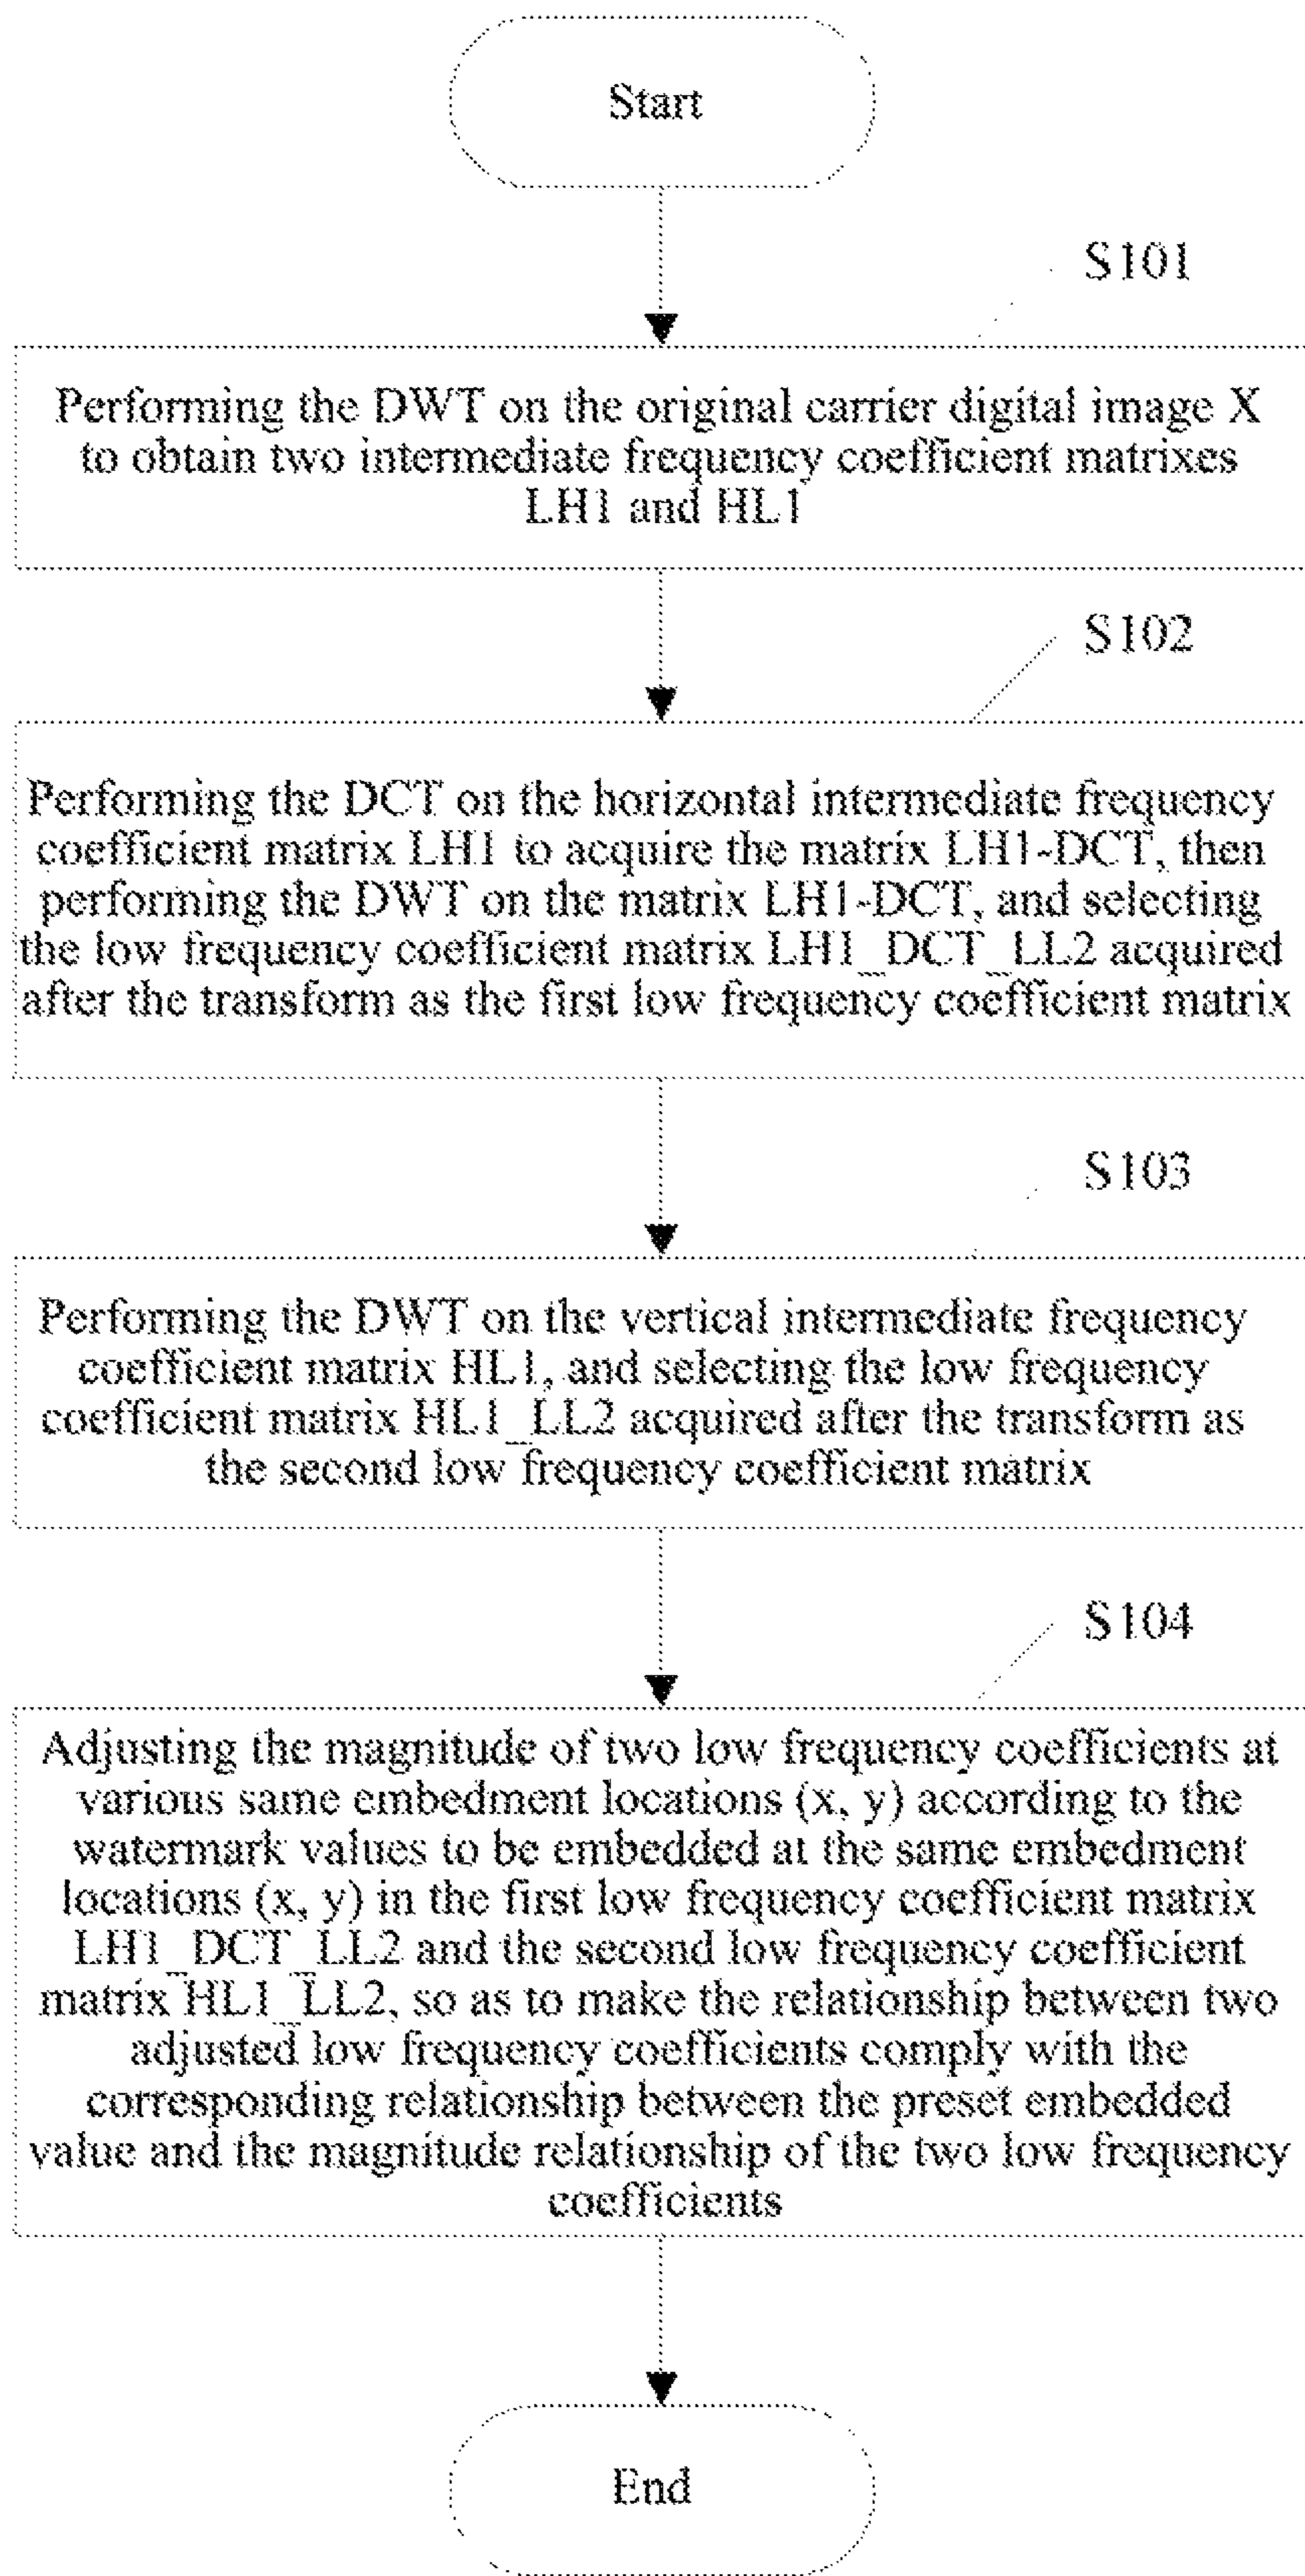 Start
S101
Performing the DWT on the original carrier digital image X
to obtain two intermediate frequency coefficient matrixes
LH1 and HL1
S102
Performing the DCT on the horizontal intermediate frequency
coefficient matrix LH1 to acquire the matrix LH1-DCT, then
performing the DWT on the matrix LH1-DCT, and selecting
the low frequency coefficient matrix LH1_DCT_LL2 acquired
after the transform as the first low frequency coefficient matrix
S103
Performing the DWT on the vertical intermediate frequency
coefficient matrix HL1, and selecting the low frequency
coefficient matrix HL1_LL2 acquired after the transform as
the second low frequency coefficient matrix
S104
Adjusting the magnitude of two low frequency coefficients at
various same embedment locations (x, y) according to the
watermark values to be embedded at the same embedment
locations (x, y) in the first low frequency coefficient matrix
LH1_DCT_LL2 and the second low frequency coefficient
matrix HL1_LL2, so as to make the relationship between two
adjusted low frequency coefficients comply with the
corresponding relationship between the preset embedded
value and the magnitude relationship of the two low frequency
coefficients
End